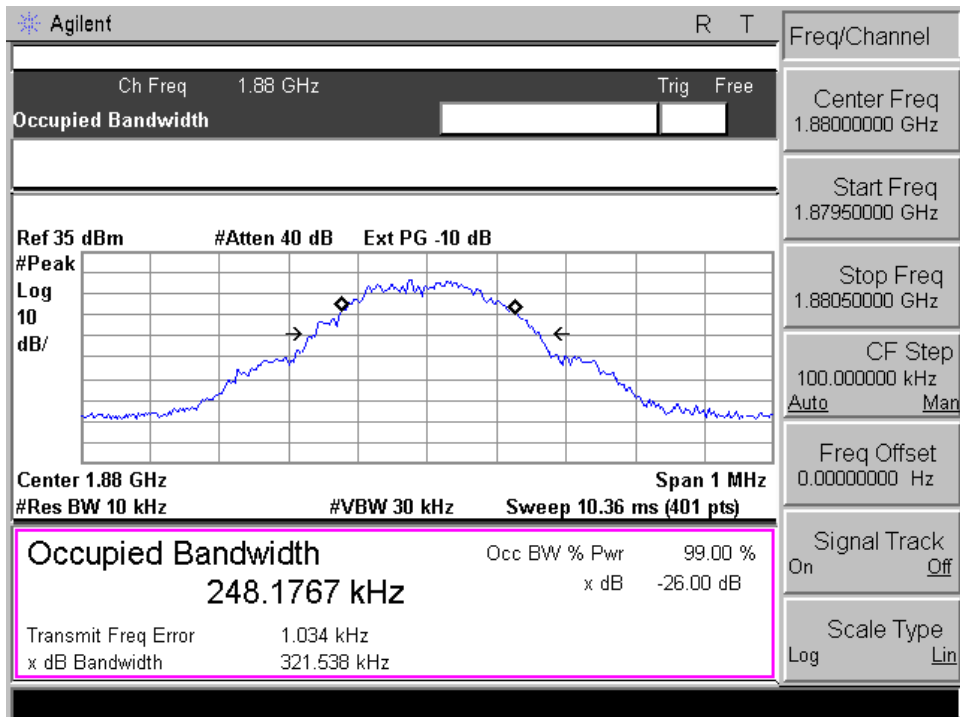 Agilent R T
Ch Freq 1.88 GHz Trig Free
Occupied Bandwidth
Ref 35 dBm #Atten 40 dB Ext PG -10 dB
#Peak
Log
10
dB/
Center 1.88 GHz Span 1 MHz
#Res BW 10 kHz #VBW 30 kHz Sweep 10.36 ms (401 pts)
Occupied Bandwidth Occ BW % Pwr 99.00 %
248.1767 kHz x dB -26.00 dB
Transmit Freq Error 1.034 kHz
x dB Bandwidth 321.538 kHz
Freq/Channel
Center Freq
1.88000000 GHz
Start Freq
1.87950000 GHz
Stop Freq
1.88050000 GHz
CF Step
100.000000 kHz
Auto Man
Freq Offset
0.00000000 Hz
Signal Track
On Off
Scale Type
Log Lin